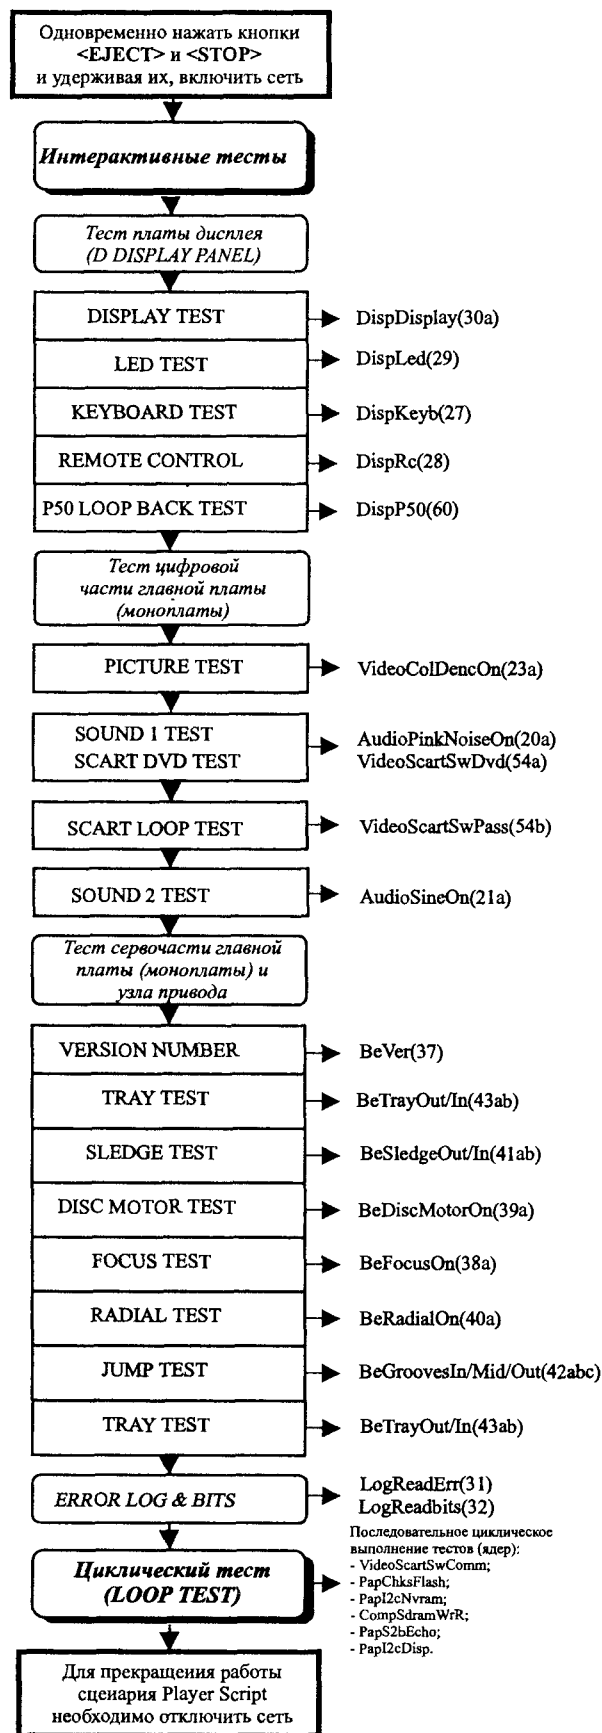 Одновременно нажать кнопки
<EJECT> и <STOP>
и удерживая их, включить сеть
Интерактивные тесты
Тест платы дисплея
(D DISPLAY PANEL)
DISPLAY TEST
DispDisplay(30a)
LED TEST
DispLed(29)
KEYBOARD TEST
DispKeyb(27)
REMOTE CONTROL
DispRc(28)
P50 LOOP BACK TEST
DispP50(60)
Тест цифровой
части главной платы
(моноплаты)
PICTURE TEST
VideoColDencOn(23a)
SOUND 1 TEST
SCART DVD TEST
AudioPinkNoiseOn(20a)
VideoScartSwDvd(54a)
SCART LOOP TEST
VideoScartSwPass(54b)
SOUND 2 TEST
AudioSineOn(21a)
Тест сервочасти главной
платы (моноплаты) и
узла привода
VERSION NUMBER
BeVer(37)
TRAY TEST
BeTrayOut/In(43ab)
SLEDGE TEST
BeSledgeOut/In(41ab)
DISC MOTOR TEST
BeDiscMotorOn(39a)
FOCUS TEST
BeFocusOn(38a)
RADIAL TEST
BeRadialOn(40a)
JUMP TEST
BeGroovesIn/Mid/Out(42abc)
TRAY TEST
BeTrayOut/In(43ab)
ERROR LOG & BITS
LogReadErr(31)
LogReadbits(32)
Циклический тест
(LOOP TEST)
Последовательное циклическое
выполнение тестов (ядер):
- VideoScartSwComm;
- PapChksFlash;
- PapI2cNvram;
- CompSdramWrR;
- PapS2bEcho;
- PapI2cDisp.
Для прекращения работы
сценария Player Script
необходимо отключить сеть